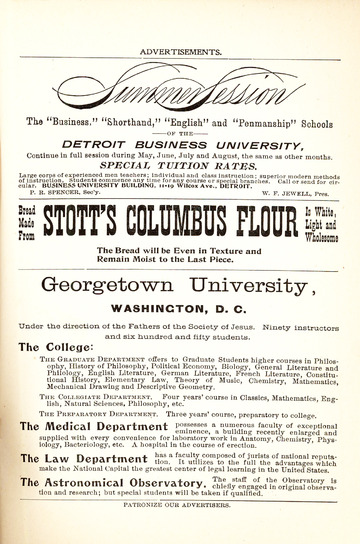 ADVERTISEMENTS.
Summer Session
The "Business," "Shorthand," "English" and "Penmanship" Schools
OF THE
DETROIT BUSINESS UNIVERSITY,
Continue in full session during May, June, July and August, the same as other months.
SPECIAL TUITION RATES.
Large corps of experienced men teachers; individual and class instruction; superior modern methods
of instruction. Students commence any time for any course or special branches. Call or send for cir-
cular. BUSINESS UNIVERSITY BUILDING, 11-19 Wilcox Ave., DETROIT.
P. R. SPENCER, Sec'y. W. F. JEWELL, Pres.
Bread Made From STOTT'S COLUMBUS FLOUR Is White, Light and Wholesome
The Bread will be Even in Texture and
Remain Moist to the Last Piece.
Georgetown University,
WASHINGTON, D. C.
Under the direction of the Fathers of the Society of Jesus. Ninety instructors
and six hundred and fifty students.
The College:
THE GRADUATE DEPARTMENT offers to Graduate Students higher courses in Philos-
ophy, History of Philosophy, Political Economy, Biology, General Literature and
Philology, English Literature, German Literature, French Literature, Constitu-
tional History, Elementary Law, Theory of Music, Chemistry, Mathematics,
Mechanical Drawing and Descriptive Geometry.
THE COLLEGIATE DEPARTMENT. Four years' course in Classics, Mathematics, Eng-
lish, Natural Sciences, Philosophy, etc.
THE PREPARATORY DEPARTMENT. Three years' course, preparatory to college.
The Medical Department possesses a numerous faculty of exceptional
eminence, a building recently enlarged and
supplied with every convenience for laboratory work in Anatomy, Chemistry, Phys-
iology, Bacteriology, etc. A hospital in the course of erection.
The Law Department has a faculty composed of jurists of national reputa-
tion. It utilizes to the full the advantages which
make the National Capital the greatest center of legal learning in the United States.
The Astronomical Observatory. The staff of the Observatory is
chiefly engaged in original observa-
tion and research; but special students will be taken if qualified.
PATRONIZE OUR ADVERTISERS.